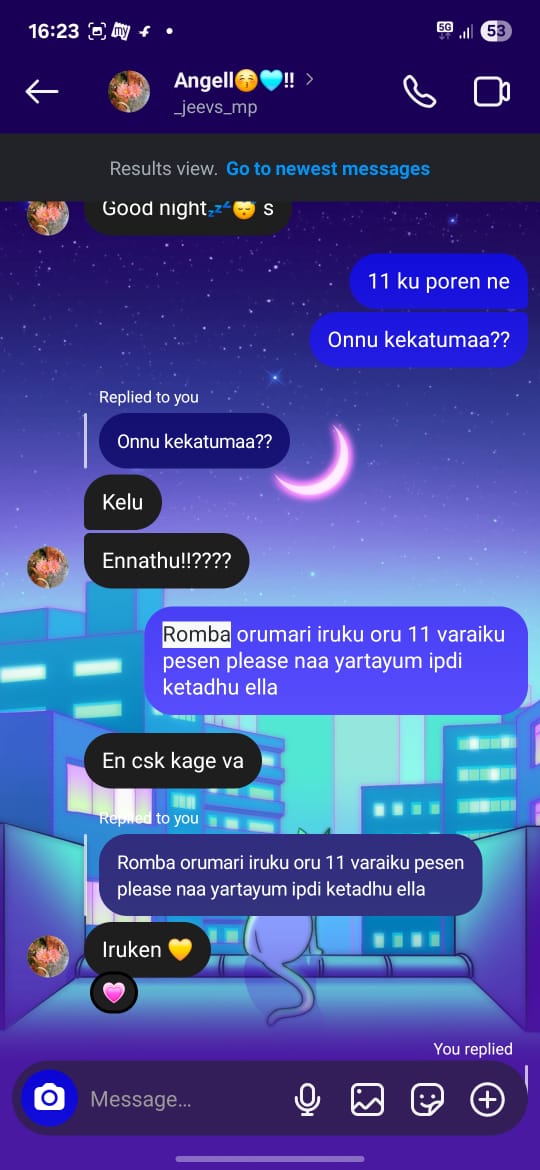 16:23
5G
53
Angell😚🩵!!
_jeevs_mp
Results view. Go to newest messages
Good night💤😴 s
11 ku poren ne
Onnu kekatumaa??
Replied to you
Onnu kekatumaa??
Kelu
Ennathu!!????
Romba orumari iruku oru 11 varaiku
pesen please naa yartayum ipdi
ketadhu ella
En csk kage va
Replied to you
Romba orumari iruku oru 11 varaiku pesen
please naa yartayum ipdi ketadhu ella
Iruken 💛
💗
You replied
Message...